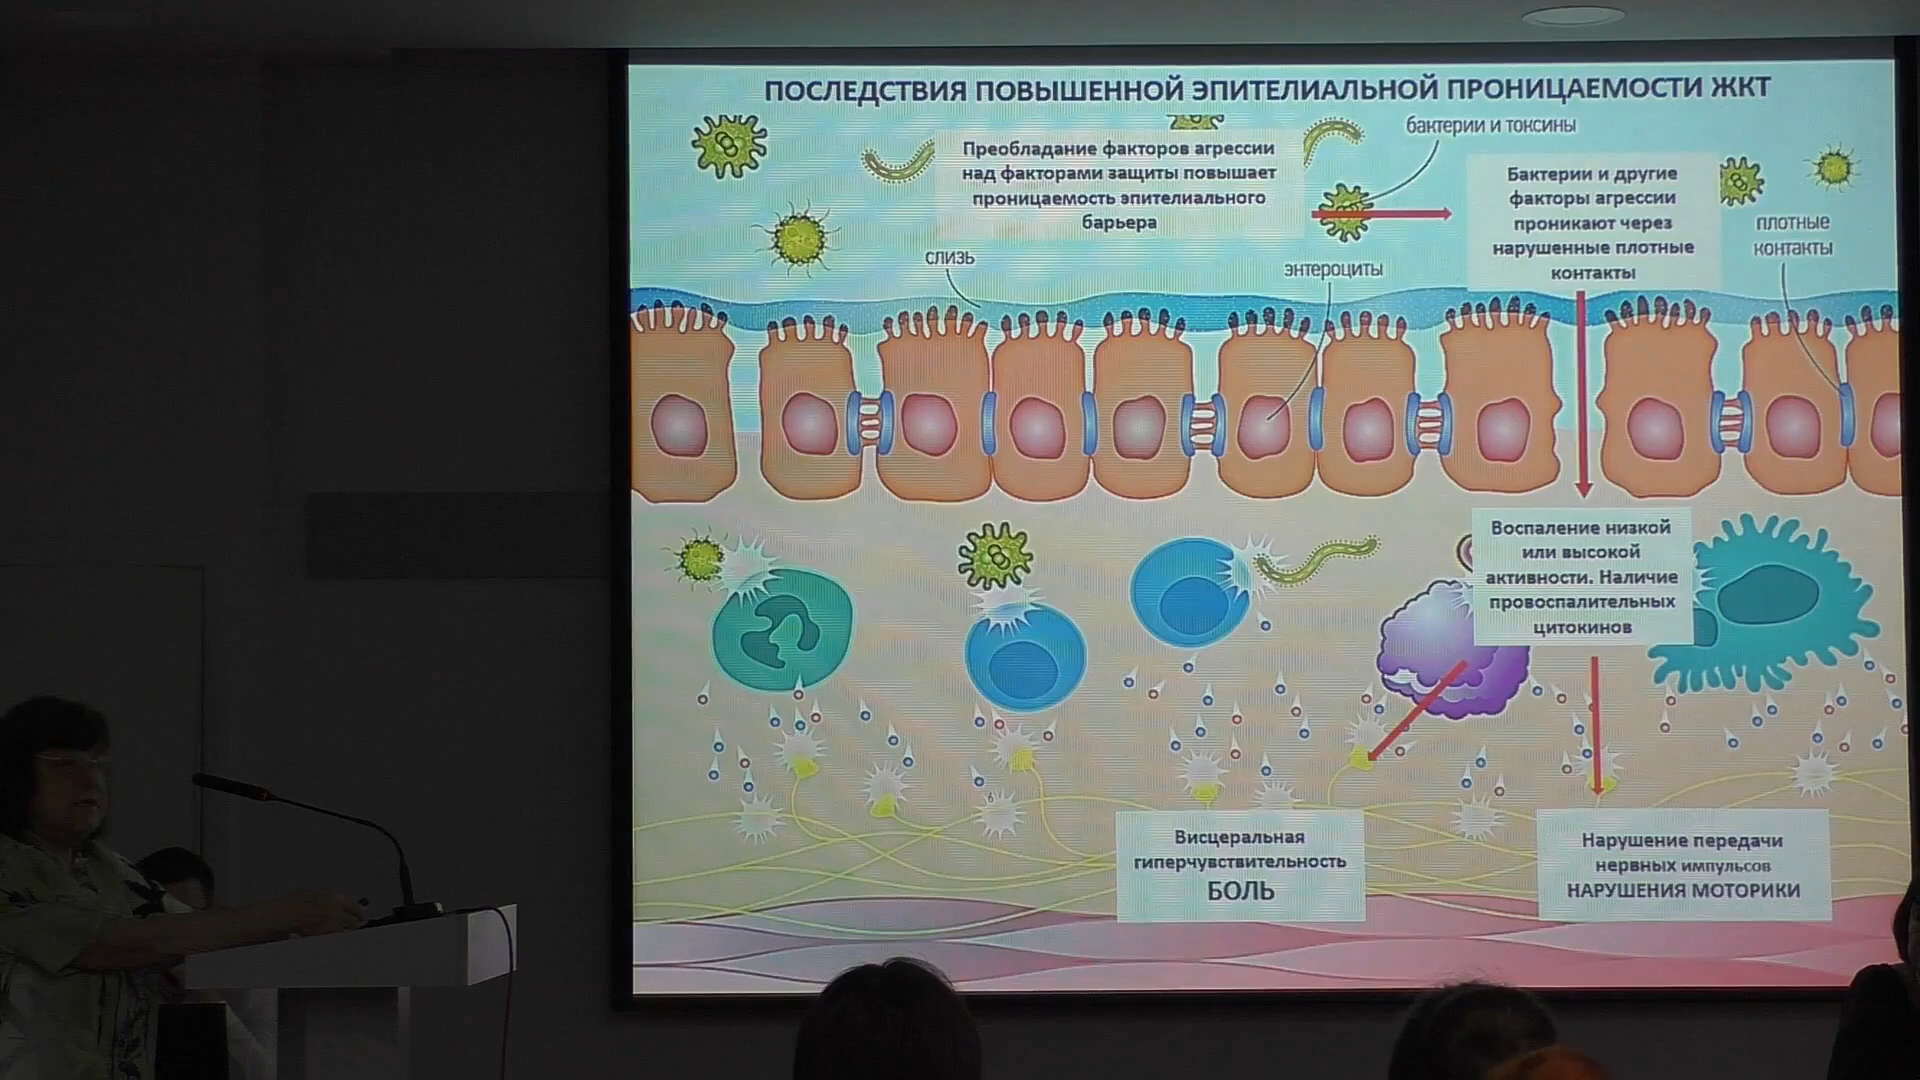 ПОСЛЕДСТВИЯ ПОВЫШЕННОЙ ЭПИТЕЛИАЛЬНОЙ ПРОНИЦАЕМОСТИ ЖКТ
бактерии и токсины
Преобладание факторов агрессии
над факторами защиты повышает
проницаемость эпителиального
барьера
Бактерии и другие
факторы агрессии
проникают через
нарушенные плотные
контакты
плотные
контакты
слизь
энтероциты
Воспаление низкой
или высокой
активности. Наличие
провоспалительных
цитокинов
Висцеральная
гиперчувствительность
БОЛЬ
Нарушение передачи
нервных импульсов
НАРУШЕНИЯ МОТОРИКИ